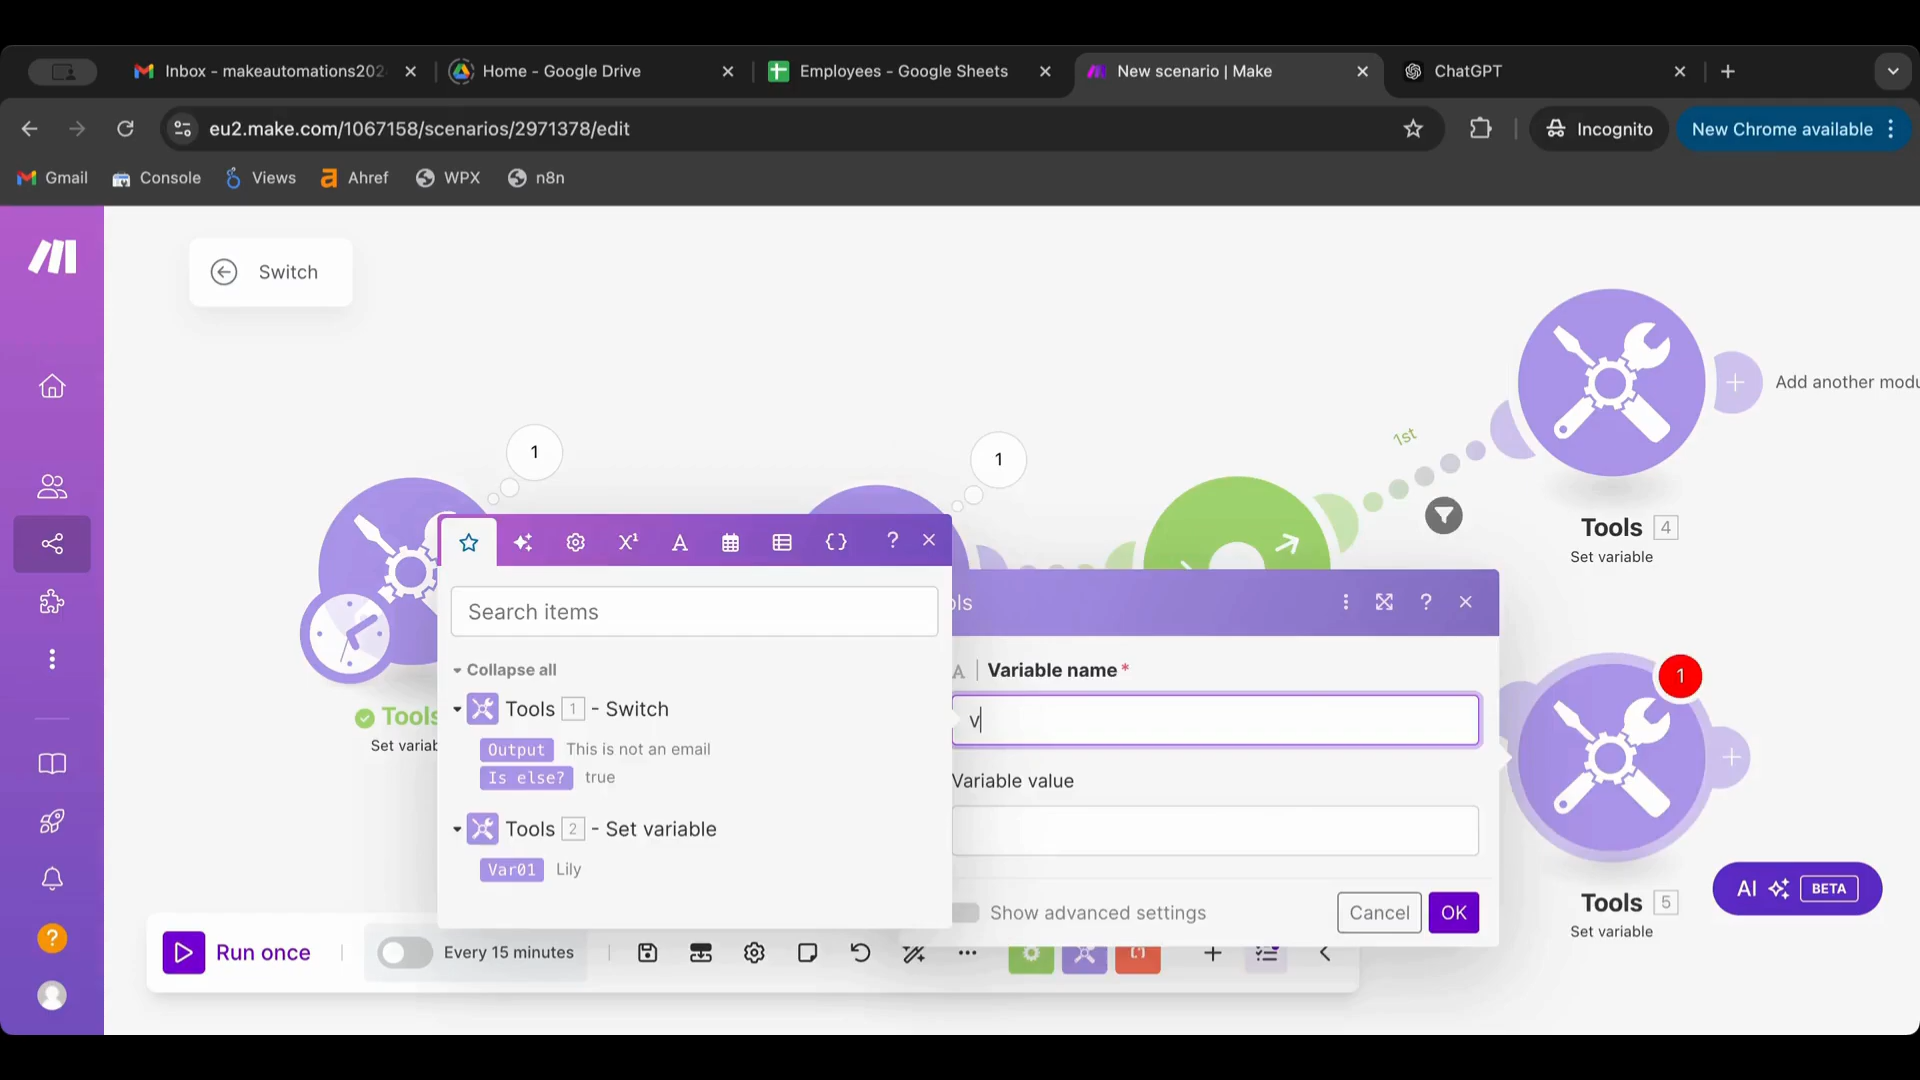 Inbox - makeautomations202
Home - Google Drive
Employees - Google Sheets
New scenario | Make
ChatGPT
eu2.make.com/1067158/scenarios/2971378/edit
Incognito
New Chrome available
Gmail
Console
Views
Ahref
WPX
n8n
Switch
1
1
1st
Add another modu
Tools 4
Set variable
Search items
Collapse all
Tools 1 - Switch
Output This is not an email
Is else? true
Tools 2 - Set variable
Var01 Lily
Tools
Set variab
ols
?
?
A | Variable name *
v
Variable value
Show advanced settings
Cancel
OK
1
Tools 5
Set variable
AI BETA
Run once
Every 15 minutes
?